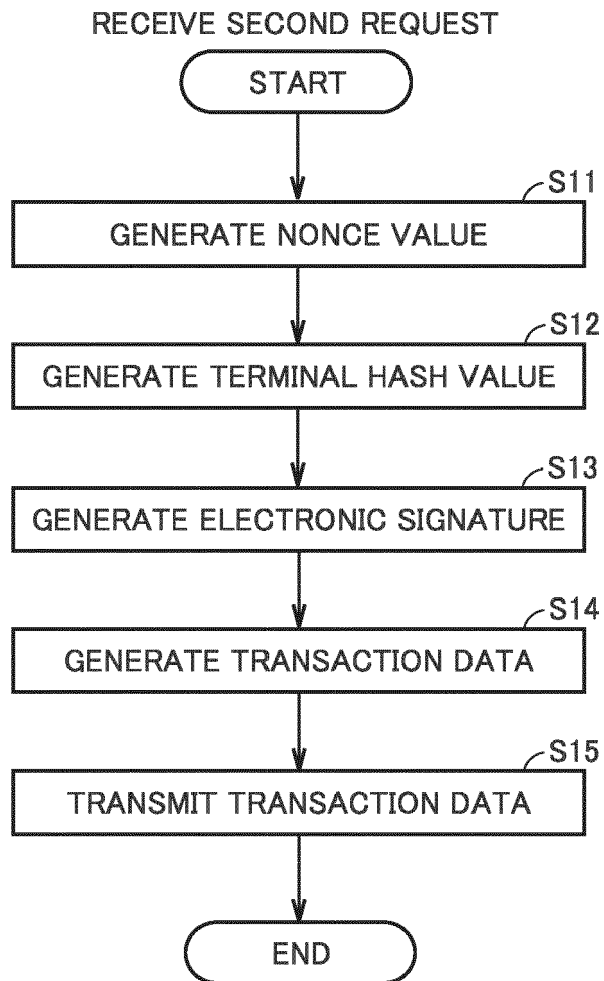 RECEIVE SECOND REQUEST
START
S11
GENERATE NONCE VALUE
S12
GENERATE TERMINAL HASH VALUE
S13
GENERATE ELECTRONIC SIGNATURE
S14
GENERATE TRANSACTION DATA
S15
TRANSMIT TRANSACTION DATA
END